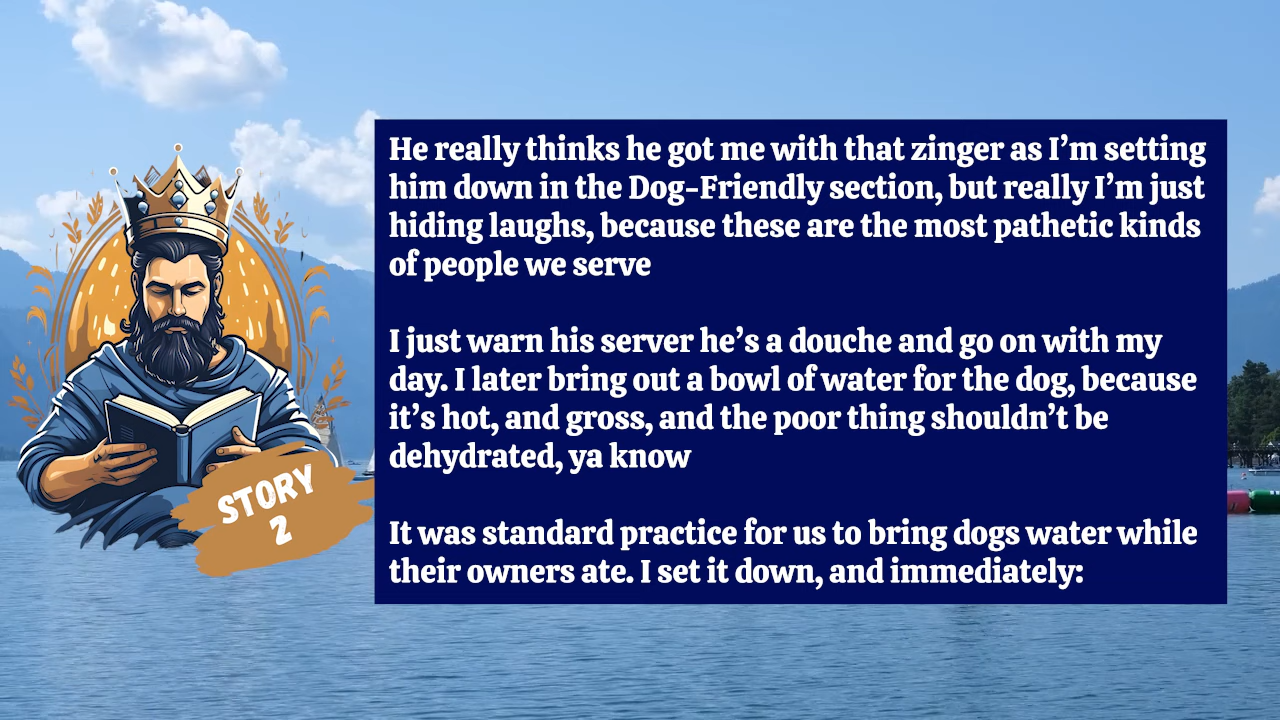 He really thinks he got me with that zinger as I’m setting
him down in the Dog-Friendly section, but really I’m just
hiding laughs, because these are the most pathetic kinds
of people we serve
I just warn his server he’s a douche and go on with my
day. I later bring out a bowl of water for the dog, because
it’s hot, and gross, and the poor thing shouldn’t be
dehydrated, ya know
It was standard practice for us to bring dogs water while
their owners ate. I set it down, and immediately:
STORY
2